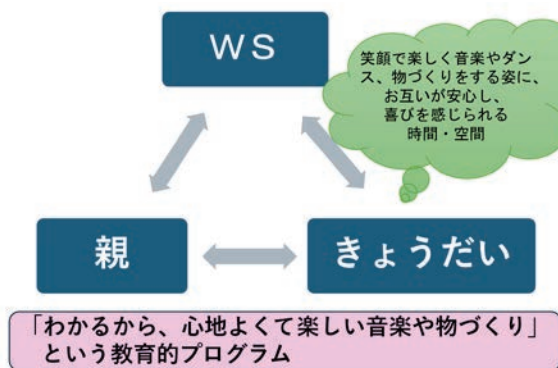 WS
笑顔で楽しく音楽やダン
ス、物づくりをする姿に、
お互いが安心し、
喜びを感じられる
時間・空間
親
きょうだい
「わかるから、心地よくて楽しい音楽や物づくり」
という教育的プログラム